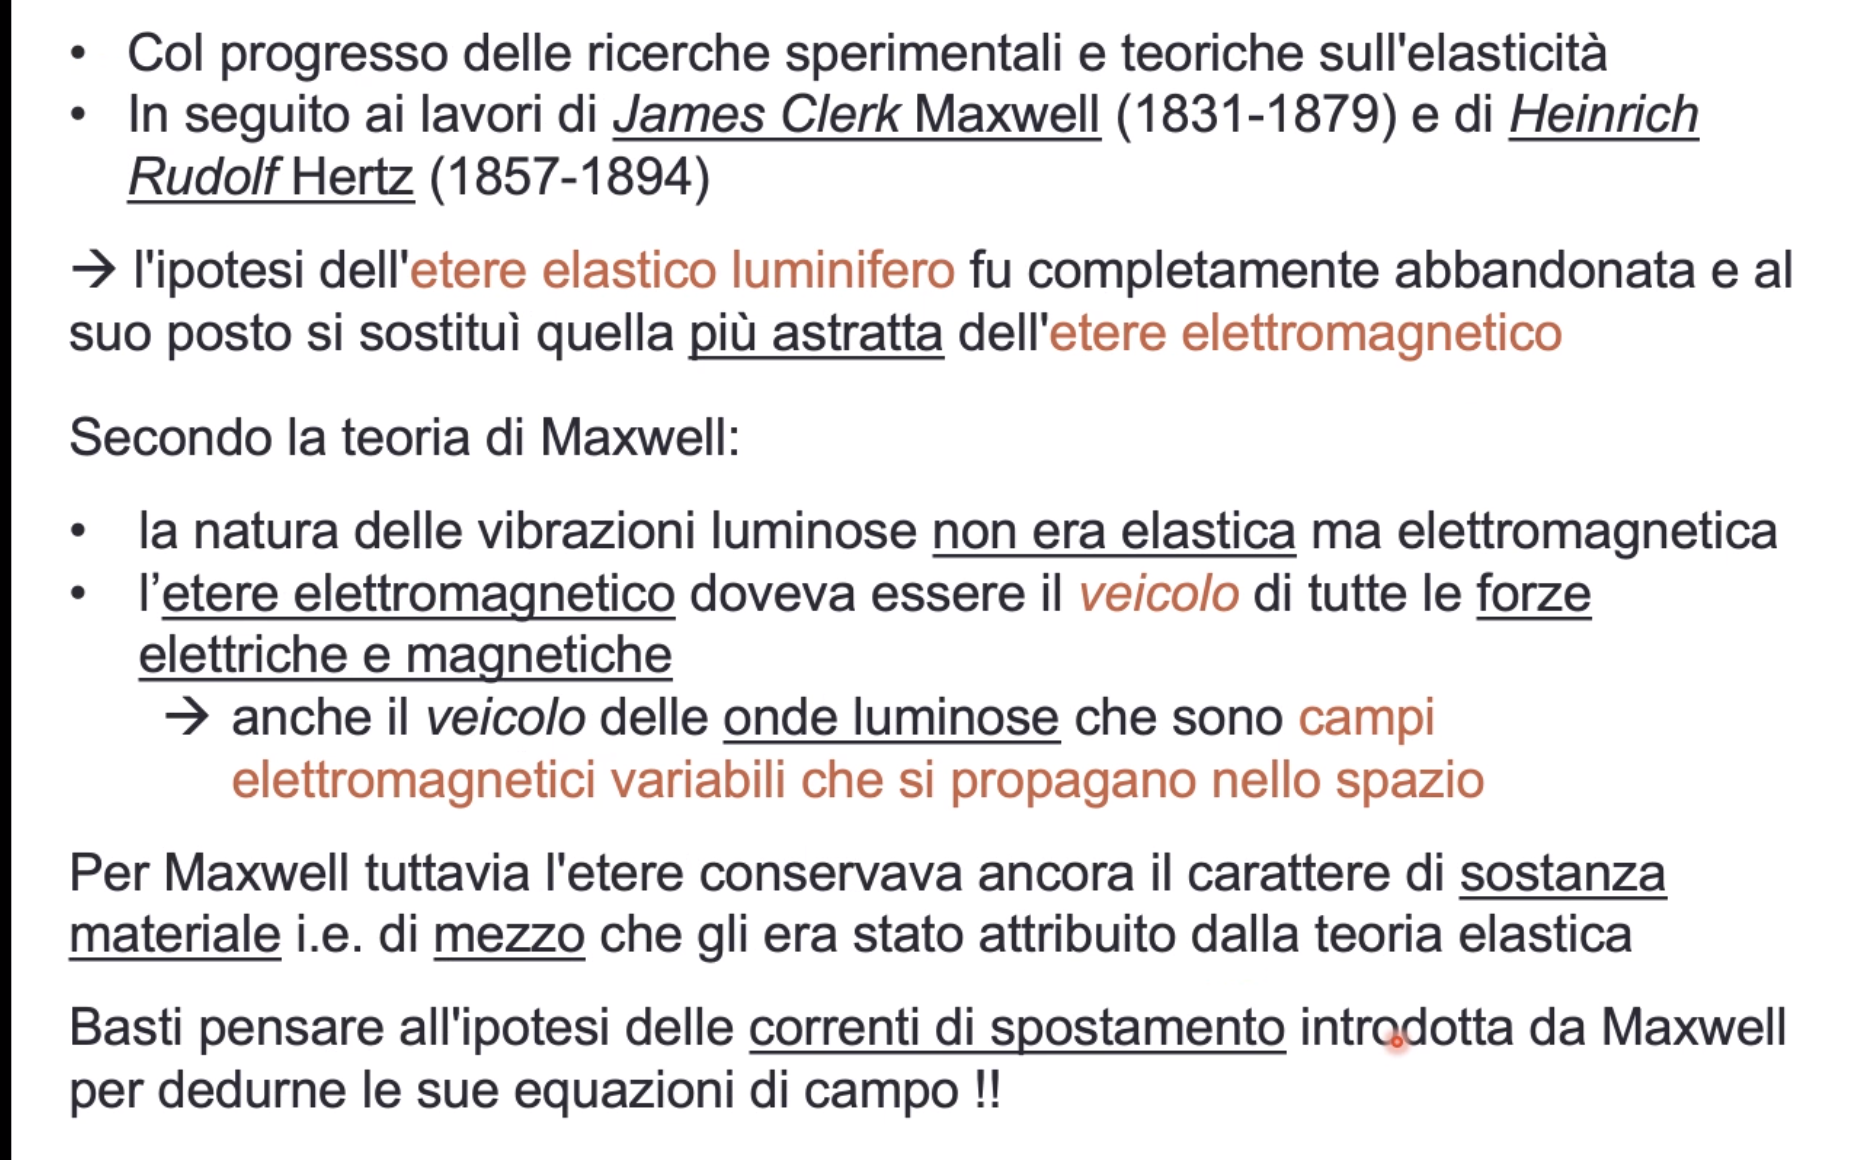 • Col progresso delle ricerche sperimentali e teoriche sull'elasticità
• In seguito ai lavori di James Clerk Maxwell (1831-1879) e di Heinrich
Rudolf Hertz (1857-1894)
→ l'ipotesi dell'etere elastico luminifero fu completamente abbandonata e al
suo posto si sostituì quella più astratta dell'etere elettromagnetico
Secondo la teoria di Maxwell:
• la natura delle vibrazioni luminose non era elastica ma elettromagnetica
• l’etere elettromagnetico doveva essere il veicolo di tutte le forze
elettriche e magnetiche
→ anche il veicolo delle onde luminose che sono campi
elettromagnetici variabili che si propagano nello spazio
Per Maxwell tuttavia l'etere conservava ancora il carattere di sostanza
materiale i.e. di mezzo che gli era stato attribuito dalla teoria elastica
Basti pensare all'ipotesi delle correnti di spostamento introdotta da Maxwell
per dedurne le sue equazioni di campo !!